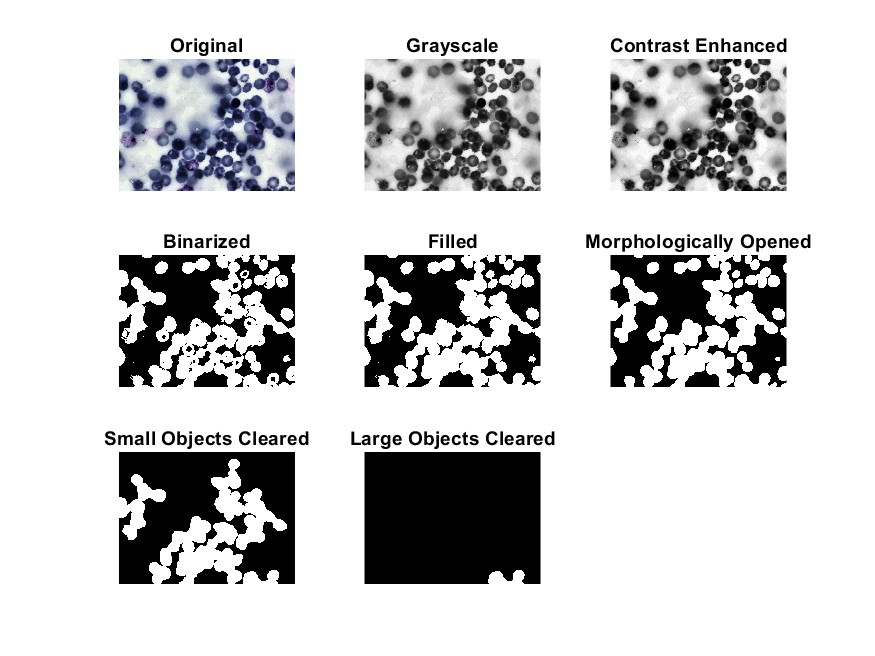 Original
Grayscale
Contrast Enhanced
Binarized
Filled
Morphologically Opened
Small Objects Cleared
Large Objects Cleared